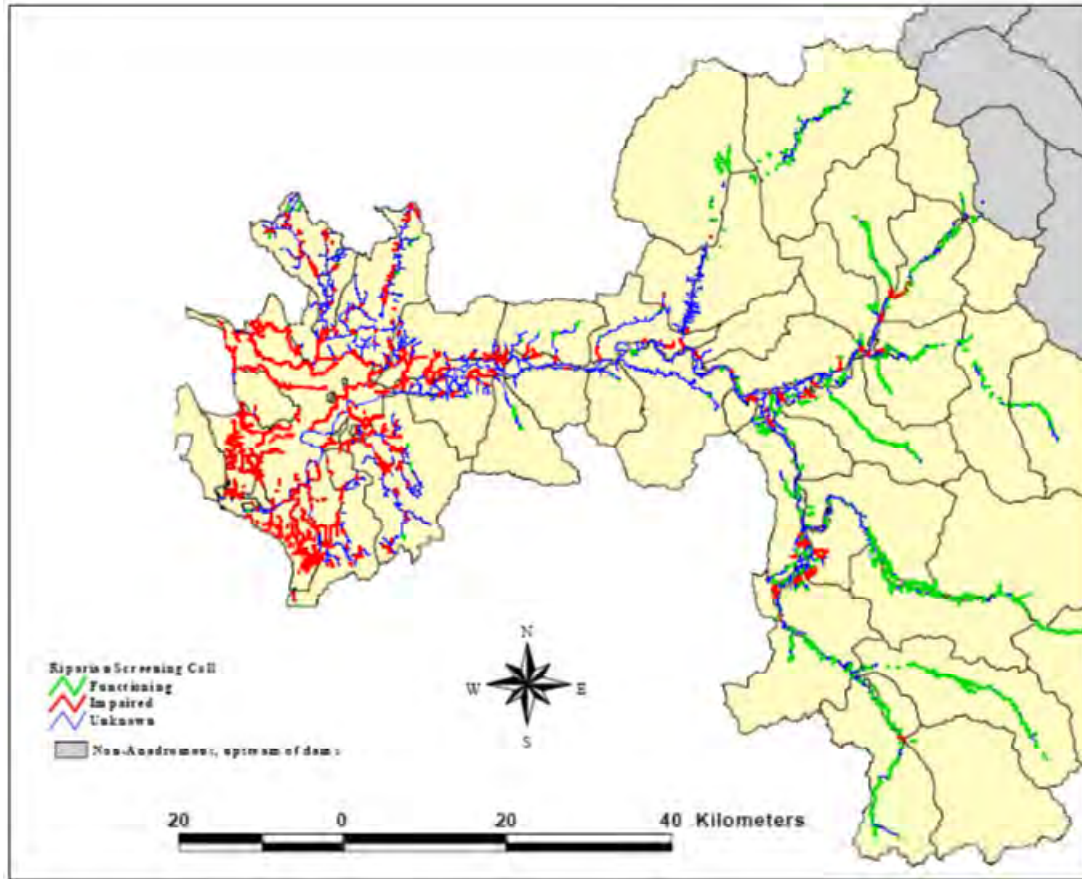 N
W E
S
Riparian Screening Call
Functioning
Impaired
Unknown
Non-Anadromous, upstream of dams
20 0 20 40 Kilometers